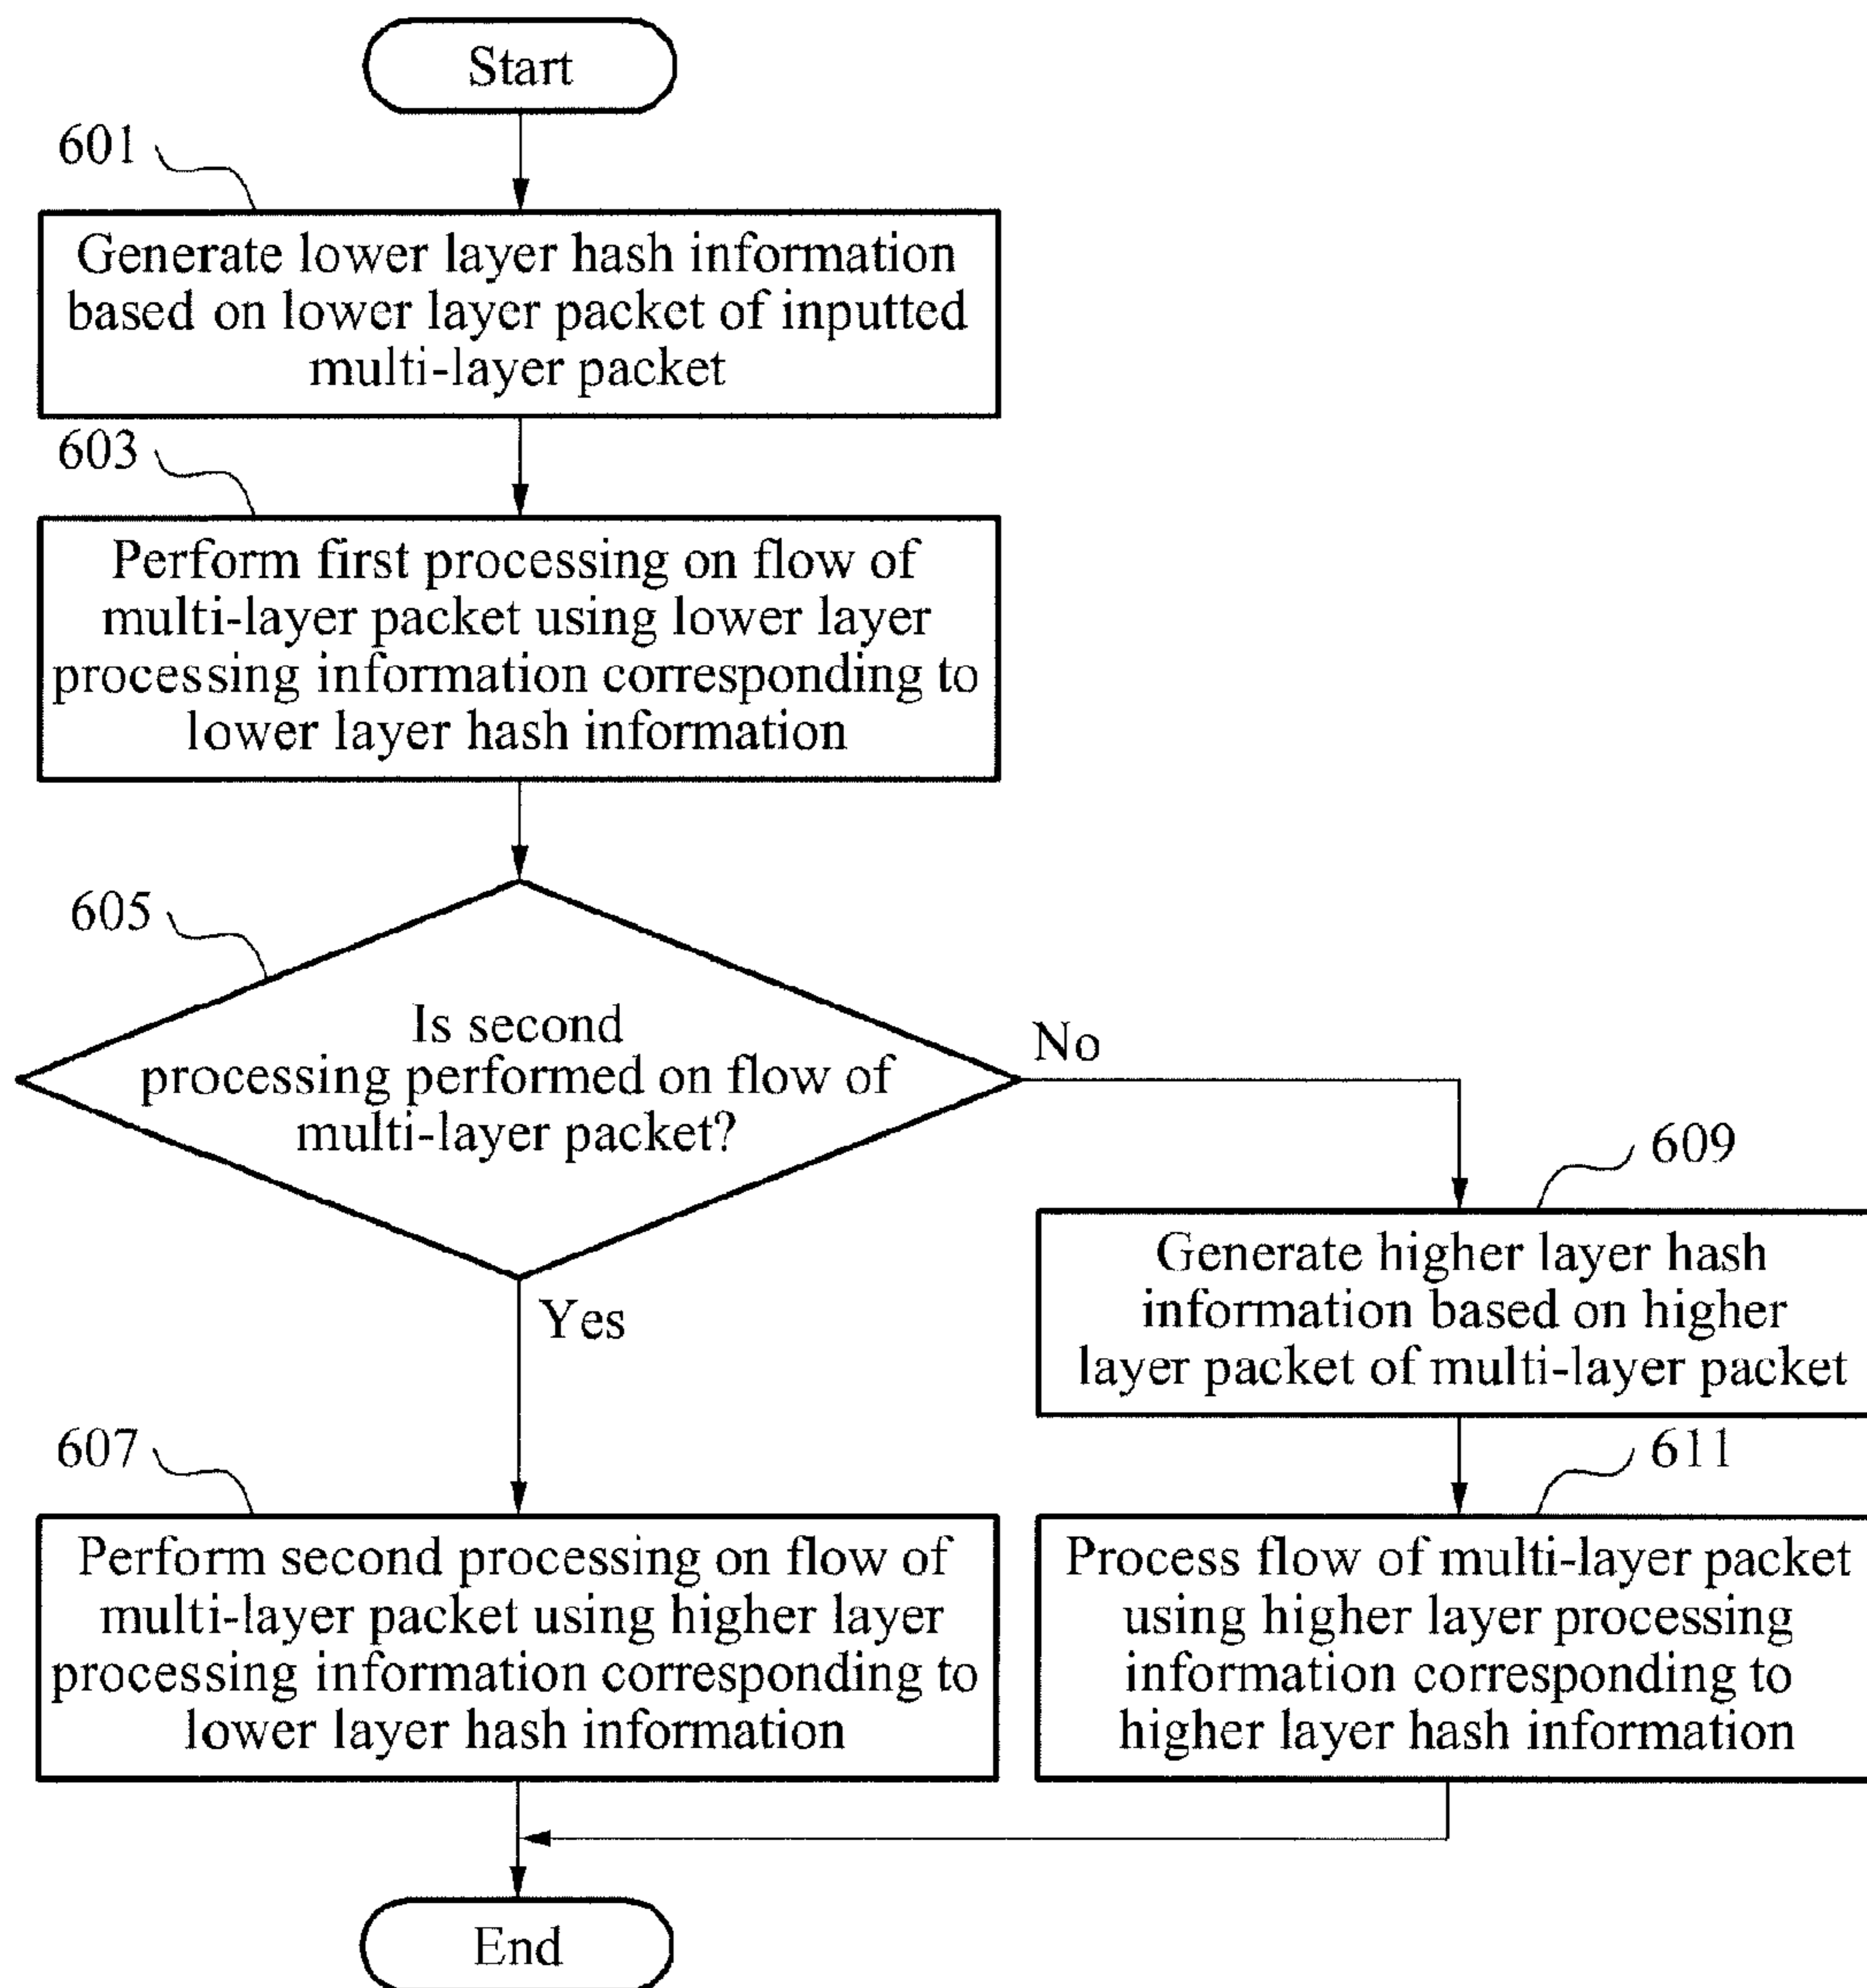 Start
601
Generate lower layer hash information
based on lower layer packet of inputted
multi-layer packet
603
Perform first processing on flow of
multi-layer packet using lower layer
processing information corresponding to
lower layer hash information
605
Is second
processing performed on flow of
multi-layer packet?
No
Yes
609
Generate higher layer hash
information based on higher
layer packet of multi-layer packet
607
Perform second processing on flow of
multi-layer packet using higher layer
processing information corresponding to
lower layer hash information
611
Process flow of multi-layer packet
using higher layer processing
information corresponding to
higher layer hash information
End